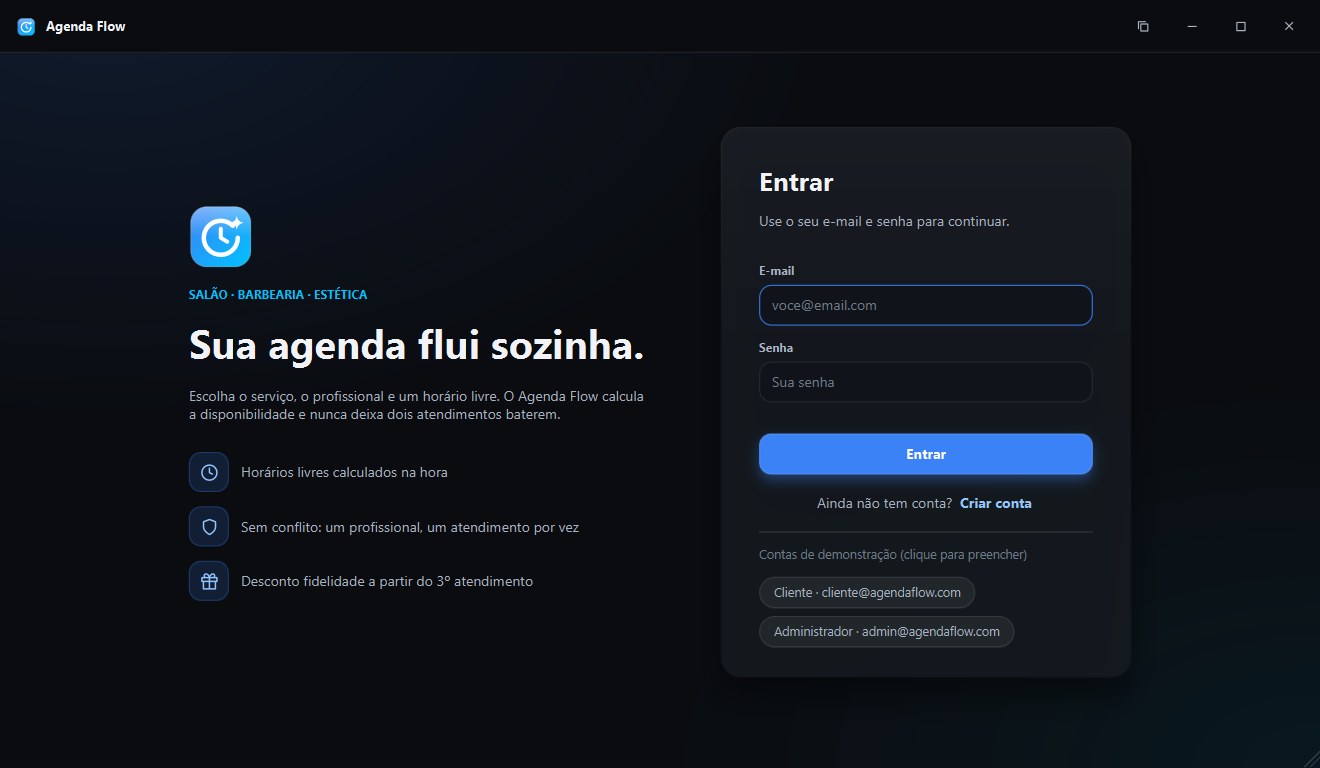 Agenda Flow
SALÃO · BARBEARIA · ESTÉTICA
Sua agenda flui sozinha.
Escolha o serviço, o profissional e um horário livre. O Agenda Flow calcula
a disponibilidade e nunca deixa dois atendimentos baterem.
Horários livres calculados na hora
Sem conflito: um profissional, um atendimento por vez
Desconto fidelidade a partir do 3º atendimento
Entrar
Use o seu e-mail e senha para continuar.
E-mail
voce@email.com
Senha
Sua senha
Entrar
Ainda não tem conta? Criar conta
Contas de demonstração (clique para preencher)
Cliente · cliente@agendaflow.com
Administrador · admin@agendaflow.com